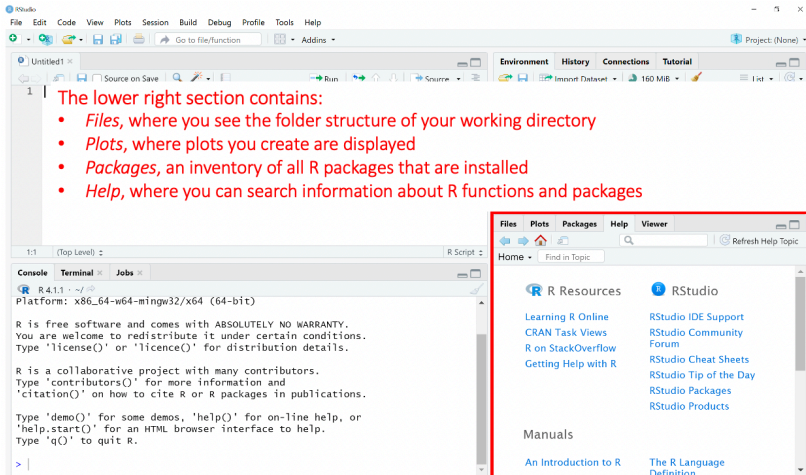 RStudio
File Edit Code View Plots Session Build Debug Profile Tools Help
Go to file/function Addins Project: (None)
Untitled1
Source on Save Run Source
1
Environment History Connections Tutorial
Import Dataset 160 MiB List
The lower right section contains:
• Files, where you see the folder structure of your working directory
• Plots, where plots you create are displayed
• Packages, an inventory of all R packages that are installed
• Help, where you can search information about R functions and packages
1:1 (Top Level) R Script
Console Terminal Jobs
R 4.1.1 · ~/
Platform: x86_64-w64-mingw32/x64 (64-bit)
R is free software and comes with ABSOLUTELY NO WARRANTY.
You are welcome to redistribute it under certain conditions.
Type 'license()' or 'licence()' for distribution details.
R is a collaborative project with many contributors.
Type 'contributors()' for more information and
'citation()' on how to cite R or R packages in publications.
Type 'demo()' for some demos, 'help()' for on-line help, or
'help.start()' for an HTML browser interface to help.
Type 'q()' to quit R.
>
Files Plots Packages Help Viewer
Refresh Help Topic
Home Find in Topic
R R Resources
Learning R Online
CRAN Task Views
R on StackOverflow
Getting Help with R
R RStudio
RStudio IDE Support
RStudio Community
Forum
RStudio Cheat Sheets
RStudio Tip of the Day
RStudio Packages
RStudio Products
Manuals
An Introduction to R
The R Language
Definition